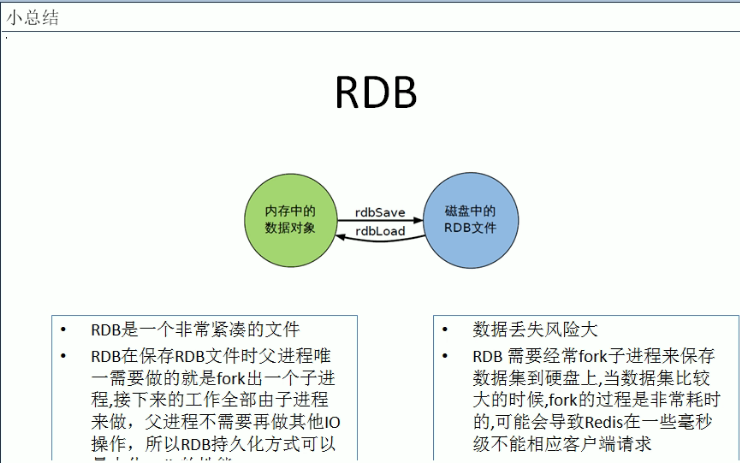 小总结
RDB
内存中的
数据对象
rdbSave
rdbLoad
磁盘中的
RDB文件
• RDB是一个非常紧凑的文件
• RDB在保存RDB文件时父进程唯
一需要做的就是fork出一个子进
程,接下来的工作全部由子进程
来做，父进程不需要再做其他IO
操作，所以RDB持久化方式可以
• 数据丢失风险大
• RDB 需要经常fork子进程来保存
数据集到硬盘上,当数据集比较
大的时候,fork的过程是非常耗时
的,可能会导致Redis在一些毫秒
级不能相应客户端请求